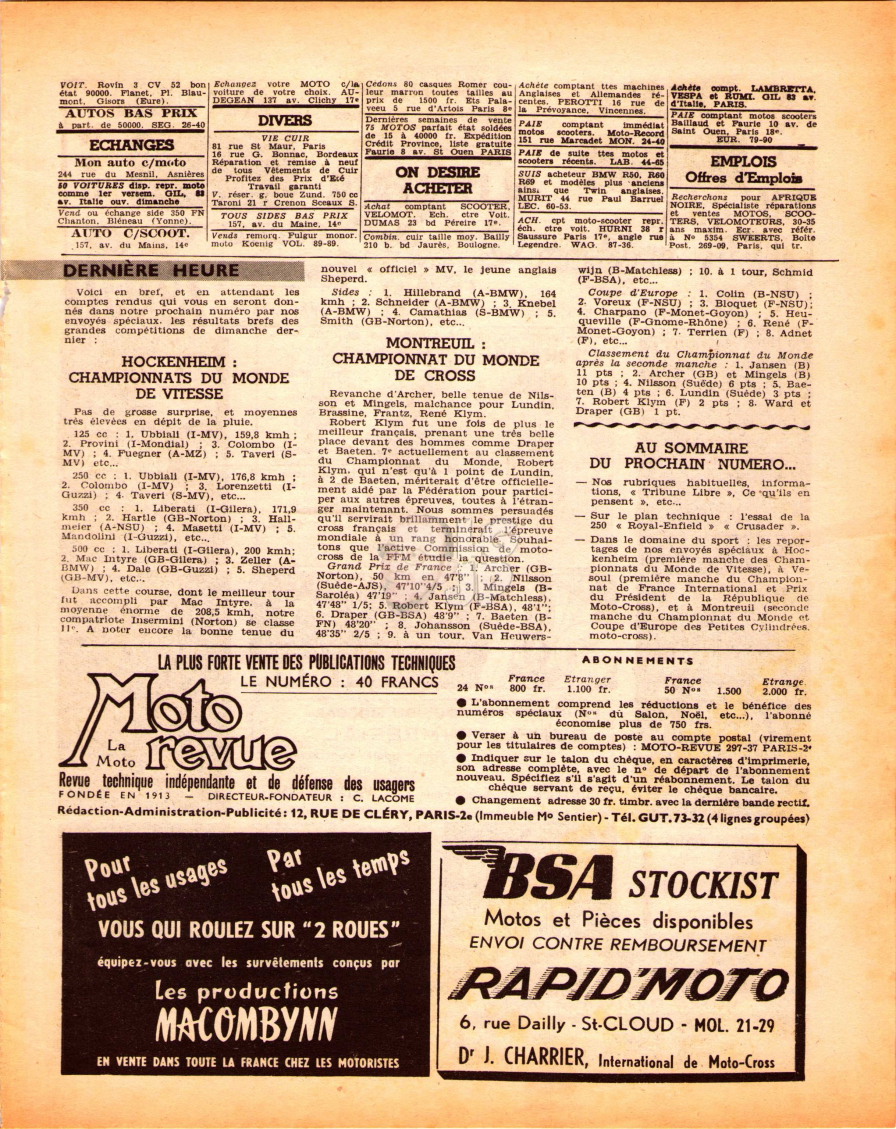 VOIT. Rovin 3 CV 52 bon
état 90000. Planet, Pl. Blau-
mont, Gisors (Eure).
AUTOS BAS PRIX
à part. de 50000. SEG. 26-40
ECHANGES
Mon auto c/moto
244 rue du Mesnil, Asnières
50 VOITURES disp. repr. moto
comme 1er versem. GIL, 83
av. Italie ouv. dimanche
Vend ou échange side 350 FN
Chanton, Bléneau (Yonne).
AUTO C/SCOOT.
157, av. du Maine, 14e
Echangez votre MOTO c/la
voiture de votre choix. AU-
DEGEAN 137 av. Clichy 17e
DIVERS
VIE CUIR
81 rue St Maur, Paris
16 rue G. Bonnac, Bordeaux
Réparation et remise à neuf
de tous Vêtements de Cuir
Profitez des Prix d'Eté
Travail garanti
V. réser. g, boue Zund. 750 cc
Taroni 21 r Crenon Sceaux S.
TOUS SIDES BAS PRIX
157, av. du Maine, 14e
Vends remorq. Fulgur monor.
moto Koenig VOL. 89-89.
Cédons 80 casques Romer cou-
leur marron toutes tailles au
prix de 1500 fr. Ets Pala-
veeu 5 rue d'Artois Paris 8e
Dernières semaines de vente
75 MOTOS parfait état soldées
de 15 à 40000 fr. Expédition
Crédit Province, liste gratuite
Faurie 8 av. St Ouen PARIS
ON DESIRE
ACHETER
Achat comptant SCOOTER,
VELOMOT. Ech. ctre Voit.
DUMAS 23 bd Péreire 17e.
Combin. cuir taille moy. Bailly
210 b. bd Jaurès, Boulogne.
Achète comptant ttes machines
Anglaises et Allemandes ré-
centes. PEROTTI 16 rue de
la Prévoyance, Vincennes.
PAIE comptant immédiat
motos scooters. Moto-Record
151 rue Marcadet MON. 24-40
PAIE de suite ttes motos et
scooters récents. LAB. 44-65
SUIS acheteur BMW R50, R60
R69 et modèles plus anciens
ainsi que Twin anglaises.
MURIT 44 rue Paul Barruel
LEC. 60-53.
ACH. cpt moto-scooter repr.
éch. ctre voit. HURNI 38 r
Saussure Paris 17e, angle rue
Legendre. WAG. 87-36.
Achète compt. LAMBRETTA,
VESPA et RUMI. GIL 83 av.
d'Italie, PARIS.
PAIE comptant motos scooters
Baillaud et Faurie 10 av. de
Saint Ouen, Paris 18e.
EUR. 79-90
EMPLOIS
Offres d'Emplois
Recherchons pour AFRIQUE
NOIRE, Spécialiste réparations
et ventes MOTOS, SCOO-
TERS, VELOMOTEURS, 30-35
ans maxim. Ecr. avec référ.
à No 5354 SWEERTS, Boîte
Post. 269-09, Paris, qui tr.
DERNIÈRE HEURE
Voici en bref, et en attendant les
comptes rendus qui vous en seront don-
nés dans notre prochain numéro par nos
envoyés spéciaux, les résultats brefs des
grandes compétitions de dimanche der-
nier :
HOCKENHEIM :
CHAMPIONNATS DU MONDE
DE VITESSE
Pas de grosse surprise, et moyennes
très élevées en dépit de la pluie.
125 cc : 1. Ubbiali (I-MV), 159,8 kmh ;
2. Provini (I-Mondial) ; 3. Colombo (I-
MV) ; 4. Fuegner (A-MZ) ; 5. Taveri (S-
MV) etc...
250 cc : 1. Ubbiali (I-MV), 176,8 kmh ;
2. Colombo (I-MV) ; 3. Lorenzetti (I-
Guzzi) ; 4. Taveri (S-MV), etc...
350 cc : 1. Liberati (I-Gilera), 171,9
kmh ; 2. Hartle (GB-Norton) ; 3. Hall-
meier (A-NSU) ; 4. Masetti (I-MV) ; 5.
Mandolini (I-Guzzi), etc...
500 cc : 1. Liberati (I-Gilera), 200 kmh;
2. Mac Intyre (GB-Gilera) ; 3. Zeller (A-
BMW) ; 4. Dale (GB-Guzzi) ; 5. Sheperd
(GB-MV), etc...
Dans cette course, dont le meilleur tour
fut accompli par Mac Intyre, à la
moyenne énorme de 208,5 kmh, notre
compatriote Insermini (Norton) se classe
11e. A noter encore la bonne tenue du
nouvel « officiel » MV, le jeune anglais
Sheperd.
Sides : 1. Hillebrand (A-BMW), 164
kmh ; 2. Schneider (A-BMW) ; 3. Knebel
(A-BMW) ; 4. Camathias (S-BMW) ; 5.
Smith (GB-Norton), etc...
MONTREUIL :
CHAMPIONNAT DU MONDE
DE CROSS
Revanche d'Archer, belle tenue de Nils-
son et Mingels, malchance pour Lundin,
Brassine, Frantz, René Klym.
Robert Klym fut une fois de plus le
meilleur français, prenant une très belle
place devant des hommes comme Draper
et Baeten. 7e actuellement au classement
du Championnat du Monde, Robert
Klym, qui n'est qu'à 1 point de Lundin,
à 2 de Baeten, mériterait d'être officielle-
ment aidé par la Fédération pour partici-
per aux autres épreuves, toutes à l'étran-
ger maintenant. Nous sommes persuadés
qu'il servirait brillamment le prestige du
cross français et terminerait l'épreuve
mondiale à un rang honorable. Souhai-
tons que l'active Commission de moto-
cross de la FFM étudie la question.
Grand Prix de France : 1. Archer (GB-
Norton), 50 km en 47'8'' ; 2. Nilsson
(Suède-AJS), 47'10''4/5 ; 3. Mingels (B-
Saroléa) 47'19'' ; 4. Jansen (B-Matchless),
47'48'' 1/5; 5. Robert Klym (F-BSA), 48'1'';
6. Draper (GB-BSA) 48'9'' ; 7. Baeten (B-
FN) 48'20'' ; 8. Johansson (Suède-BSA),
48'35'' 2/5 ; 9. à un tour, Van Heuwers-
wijn (B-Matchless) ; 10. à 1 tour, Schmid
(F-BSA), etc...
Coupe d'Europe : 1. Colin (B-NSU) ;
2. Voreux (F-NSU) ; 3. Bloquet (F-NSU);
4. Charpano (F-Monet-Goyon) ; 5. Heu-
queville (F-Gnome-Rhône) ; 6. René (F-
Monet-Goyon) ; 7. Terrien (F) ; 8. Adnet
(F), etc...
Classement du Championnat du Monde
après la seconde manche : 1. Jansen (B)
11 pts ; 2. Archer (GB) et Mingels (B)
10 pts ; 4. Nilsson (Suède) 6 pts ; 5. Bae-
ten (B) 4 pts ; 6. Lundin (Suède) 3 pts ;
7. Robert Klym (F) 2 pts ; 8. Ward et
Draper (GB) 1 pt.
AU SOMMAIRE
DU PROCHAIN NUMERO...
— Nos rubriques habituelles, informa-
tions, « Tribune Libre », Ce qu'ils en
pensent », etc...
— Sur le plan technique : l'essai de la
250 « Royal-Enfield » « Crusader ».
— Dans le domaine du sport : les repor-
tages de nos envoyés spéciaux à Hoc-
kenheim (première manche des Cham-
pionnats, Monde de Vitesse), à Ve-
soul (première manche du Champion-
nat de France International et Prix
du Président de la République de
Moto-Cross), et à Montreuil (seconde
manche du Championnat du Monde et
Coupe d'Europe des Petites Cylindrées,
moto-cross).
LA PLUS FORTE VENTE DES PUBLICATIONS TECHNIQUES
LE NUMÉRO : 40 FRANCS
La Moto
Moto revue
Revue technique indépendante et de défense des usagers
FONDÉE EN 1913 — DIRECTEUR-FONDATEUR : C. LACOME
ABONNEMENTS
France Etranger France Etrange.
24 Nos 800 fr. 1.100 fr. 50 Nos 1.500 2.000 fr.
● L'abonnement comprend les réductions et le bénéfice des
numéros spéciaux (Nos du Salon, Noël, etc...), l'abonné
économise plus de 750 frs.
● Verser à un bureau de poste au compte postal (virement
pour les titulaires de comptes) : MOTO-REVUE 297-37 PARIS-2e
● Indiquer sur le talon du chèque, en caractères d'imprimerie,
son adresse complète, avec le no de départ de l'abonnement
nouveau. Spécifiez s'il s'agit d'un réabonnement. Le talon du
chèque servant de reçu, éviter le chèque bancaire.
● Changement adresse 30 fr. timbr. avec la dernière bande rectif.
Rédaction-Administration-Publicité : 12, RUE DE CLÉRY, PARIS-2e (Immeuble Mo Sentier) - Tél. GUT. 73-32 (4 lignes groupées)
Pour
tous les usages
Par
tous les temps
VOUS QUI ROULEZ SUR "2 ROUES"
équipez-vous avec les survêtements conçus par
Les productions
MACOMBYNN
EN VENTE DANS TOUTE LA FRANCE CHEZ LES MOTORISTES
BSA STOCKIST
Motos et Pièces disponibles
ENVOI CONTRE REMBOURSEMENT
RAPID'MOTO
6, rue Dailly - St-CLOUD - MOL. 21-29
Dr J. CHARRIER, International de Moto-Cross